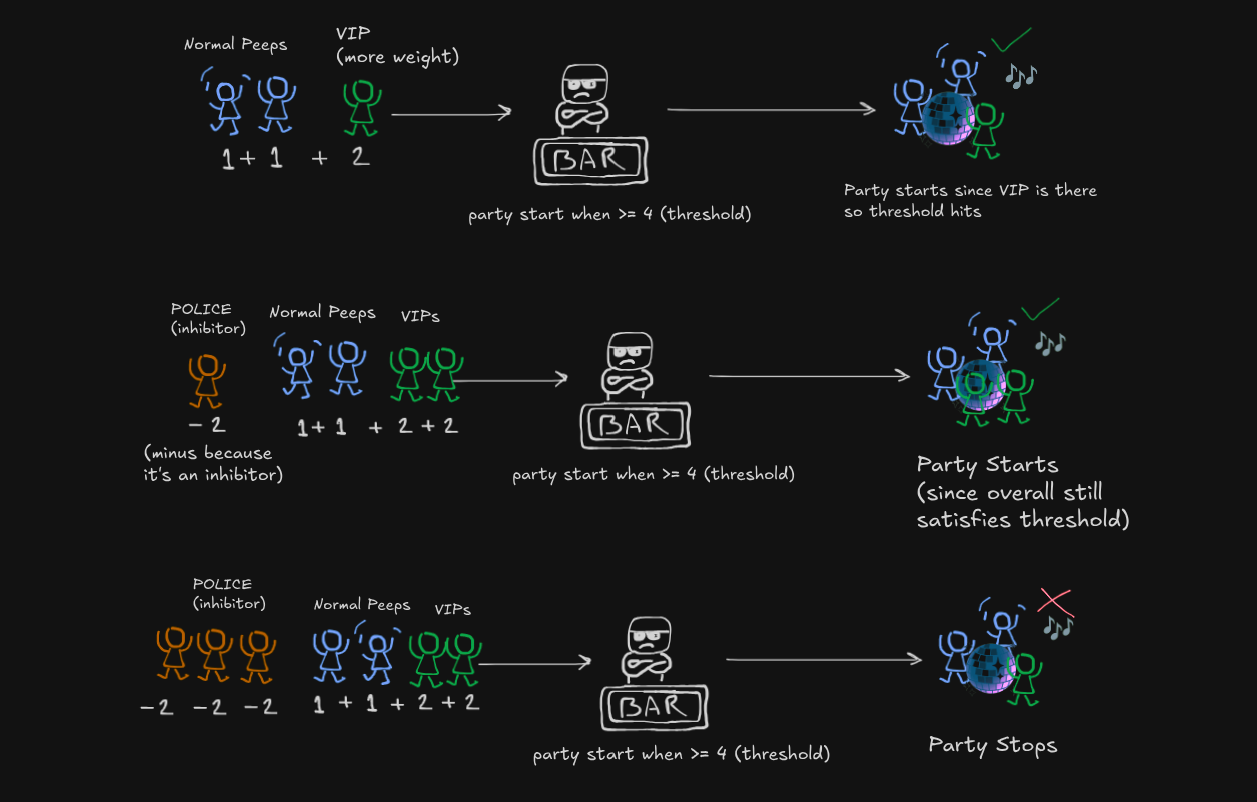 Normal Peeps
VIP
(more weight)
1 + 1 + 2
BAR
party start when >= 4 (threshold)
Party starts since VIP is there
so threshold hits
POLICE
(inhibitor)
Normal Peeps
VIPs
- 2
1 + 1 + 2 + 2
(minus because
it's an inhibitor)
BAR
party start when >= 4 (threshold)
Party Starts
(since overall still
satisfies threshold)
POLICE
(inhibitor)
Normal Peeps
VIPs
-2 -2 -2
1 + 1 + 2 + 2
BAR
party start when >= 4 (threshold)
Party Stops